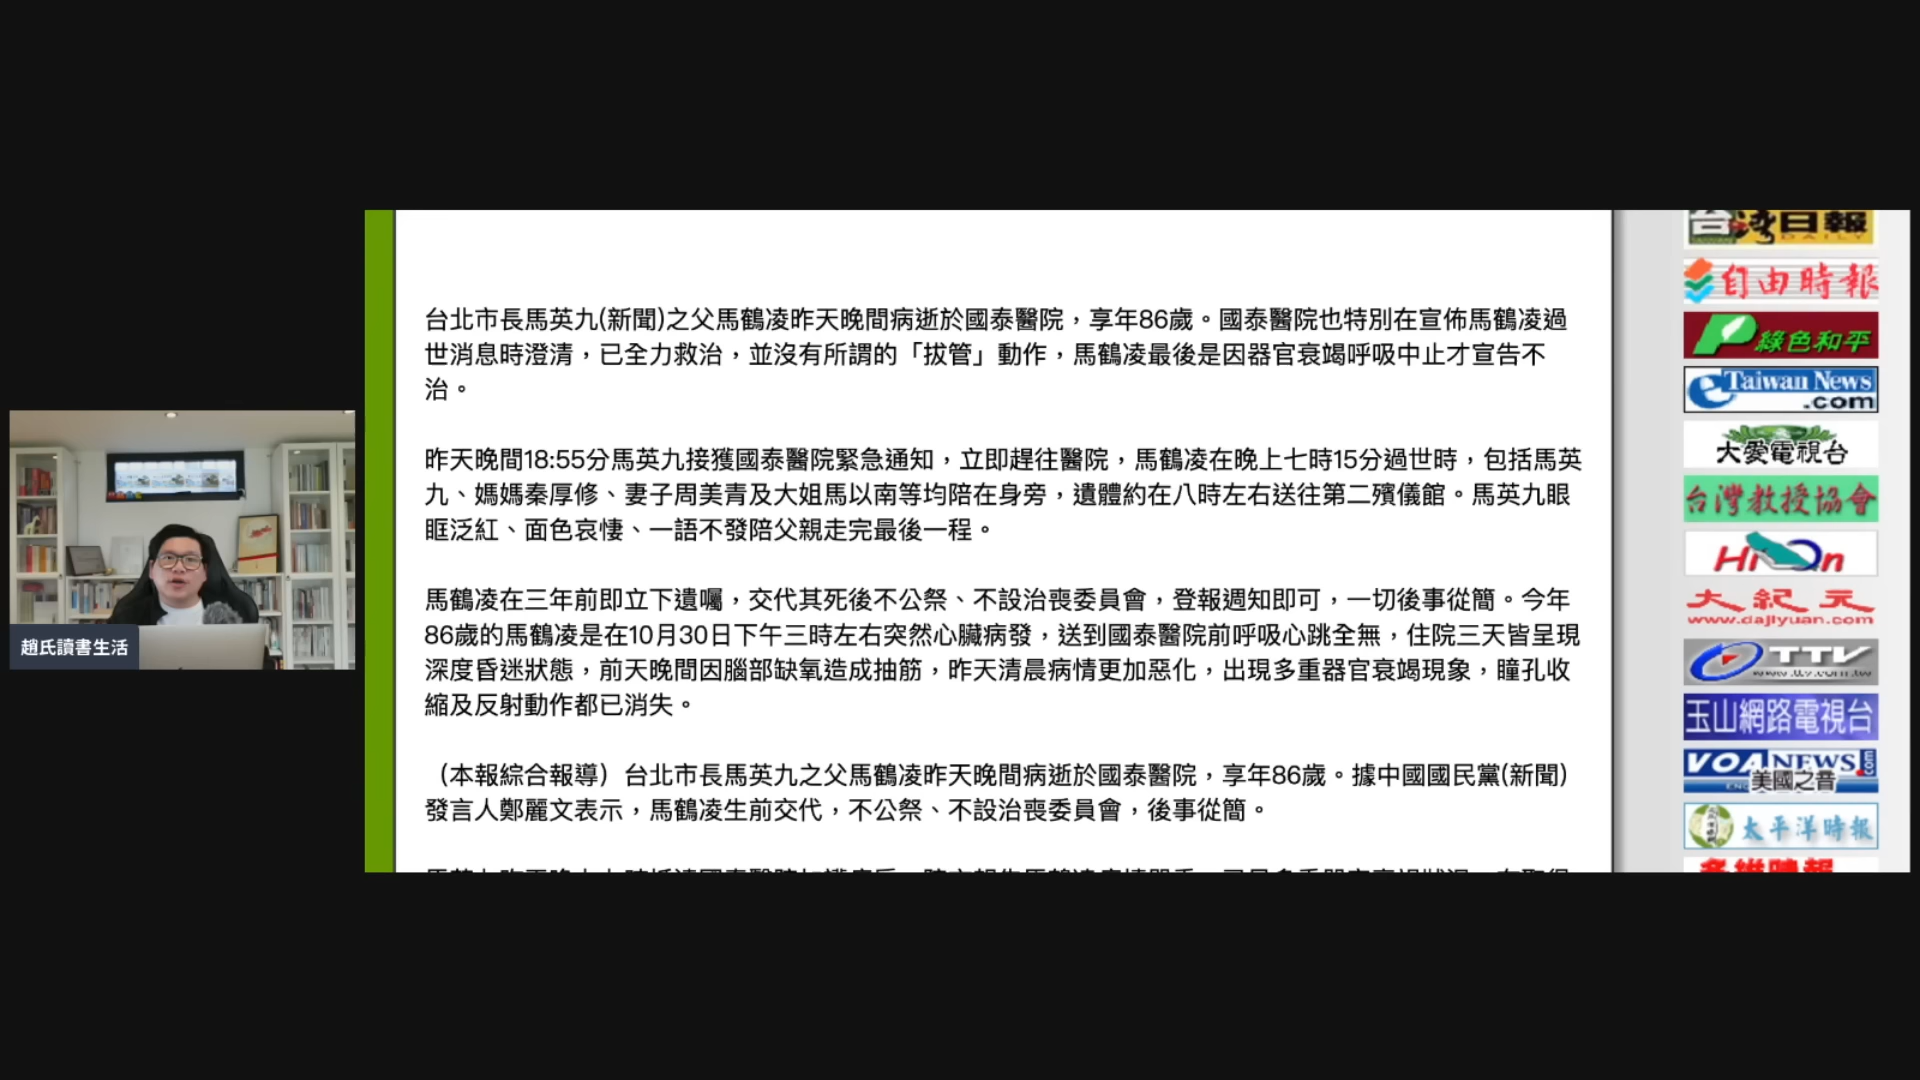 台北市長馬英九(新聞)之父馬鶴凌昨天晚間病逝於國泰醫院，享年86歲。國泰醫院也特別在宣佈馬鶴凌過
世消息時澄清，已全力救治，並沒有所謂的「拔管」動作，馬鶴凌最後是因器官衰竭呼吸中止才宣告不
治。
昨天晚間18:55分馬英九接獲國泰醫院緊急通知，立即趕往醫院，馬鶴凌在晚上七時15分過世時，包括馬英
九、媽媽秦厚修、妻子周美青及大姐馬以南等均陪在身旁，遺體約在八時左右送往第二殯儀館。馬英九眼
眶泛紅、面色哀悽、一語不發陪父親走完最後一程。
馬鶴凌在三年前即立下遺囑，交代其死後不公祭、不設治喪委員會，登報週知即可，一切後事從簡。今年
86歲的馬鶴凌是在10月30日下午三時左右突然心臟病發，送到國泰醫院前呼吸心跳全無，住院三天皆呈現
深度昏迷狀態，前天晚間因腦部缺氧造成抽筋，昨天清晨病情更加惡化，出現多重器官衰竭現象，瞳孔收
縮及反射動作都已消失。
（本報綜合報導）台北市長馬英九之父馬鶴凌昨天晚間病逝於國泰醫院，享年86歲。據中國國民黨(新聞)
發言人鄭麗文表示，馬鶴凌生前交代，不公祭、不設治喪委員會，後事從簡。
趙氏讀書生活
台灣日報
自由時報
綠色和平
eTaiwan News
.com
大愛電視台
台灣教授協會
HiOn
大紀元
www.dajiyuan.com
TTV
www.ttv.com.tw
玉山網路電視台
VOANEWS.com
美國之音
太平洋時報